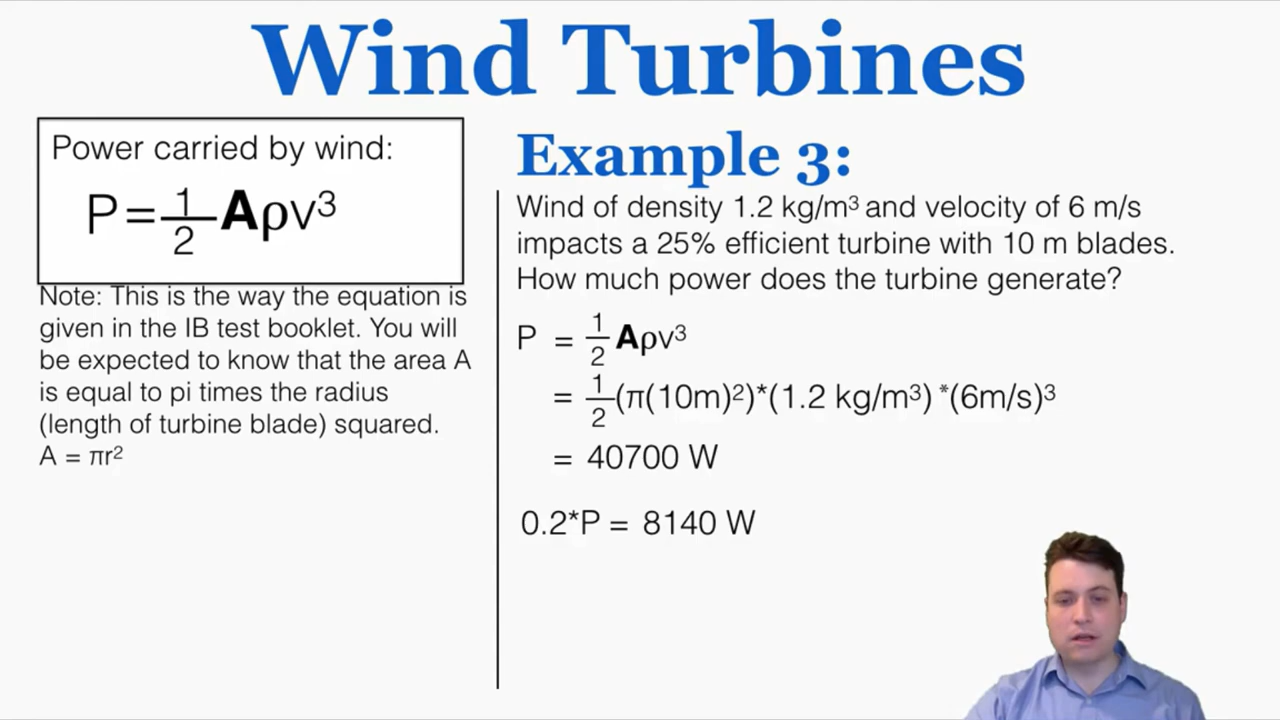 Wind Turbines
Power carried by wind:
P = 1/2 Aρv³
Note: This is the way the equation is
given in the IB test booklet. You will
be expected to know that the area A
is equal to pi times the radius
(length of turbine blade) squared.
A = πr²
Example 3:
Wind of density 1.2 kg/m³ and velocity of 6 m/s
impacts a 25% efficient turbine with 10 m blades.
How much power does the turbine generate?
P = 1/2 Aρv³
= 1/2 (π(10m)²)*(1.2 kg/m³) *(6m/s)³
= 40700 W
0.2*P = 8140 W